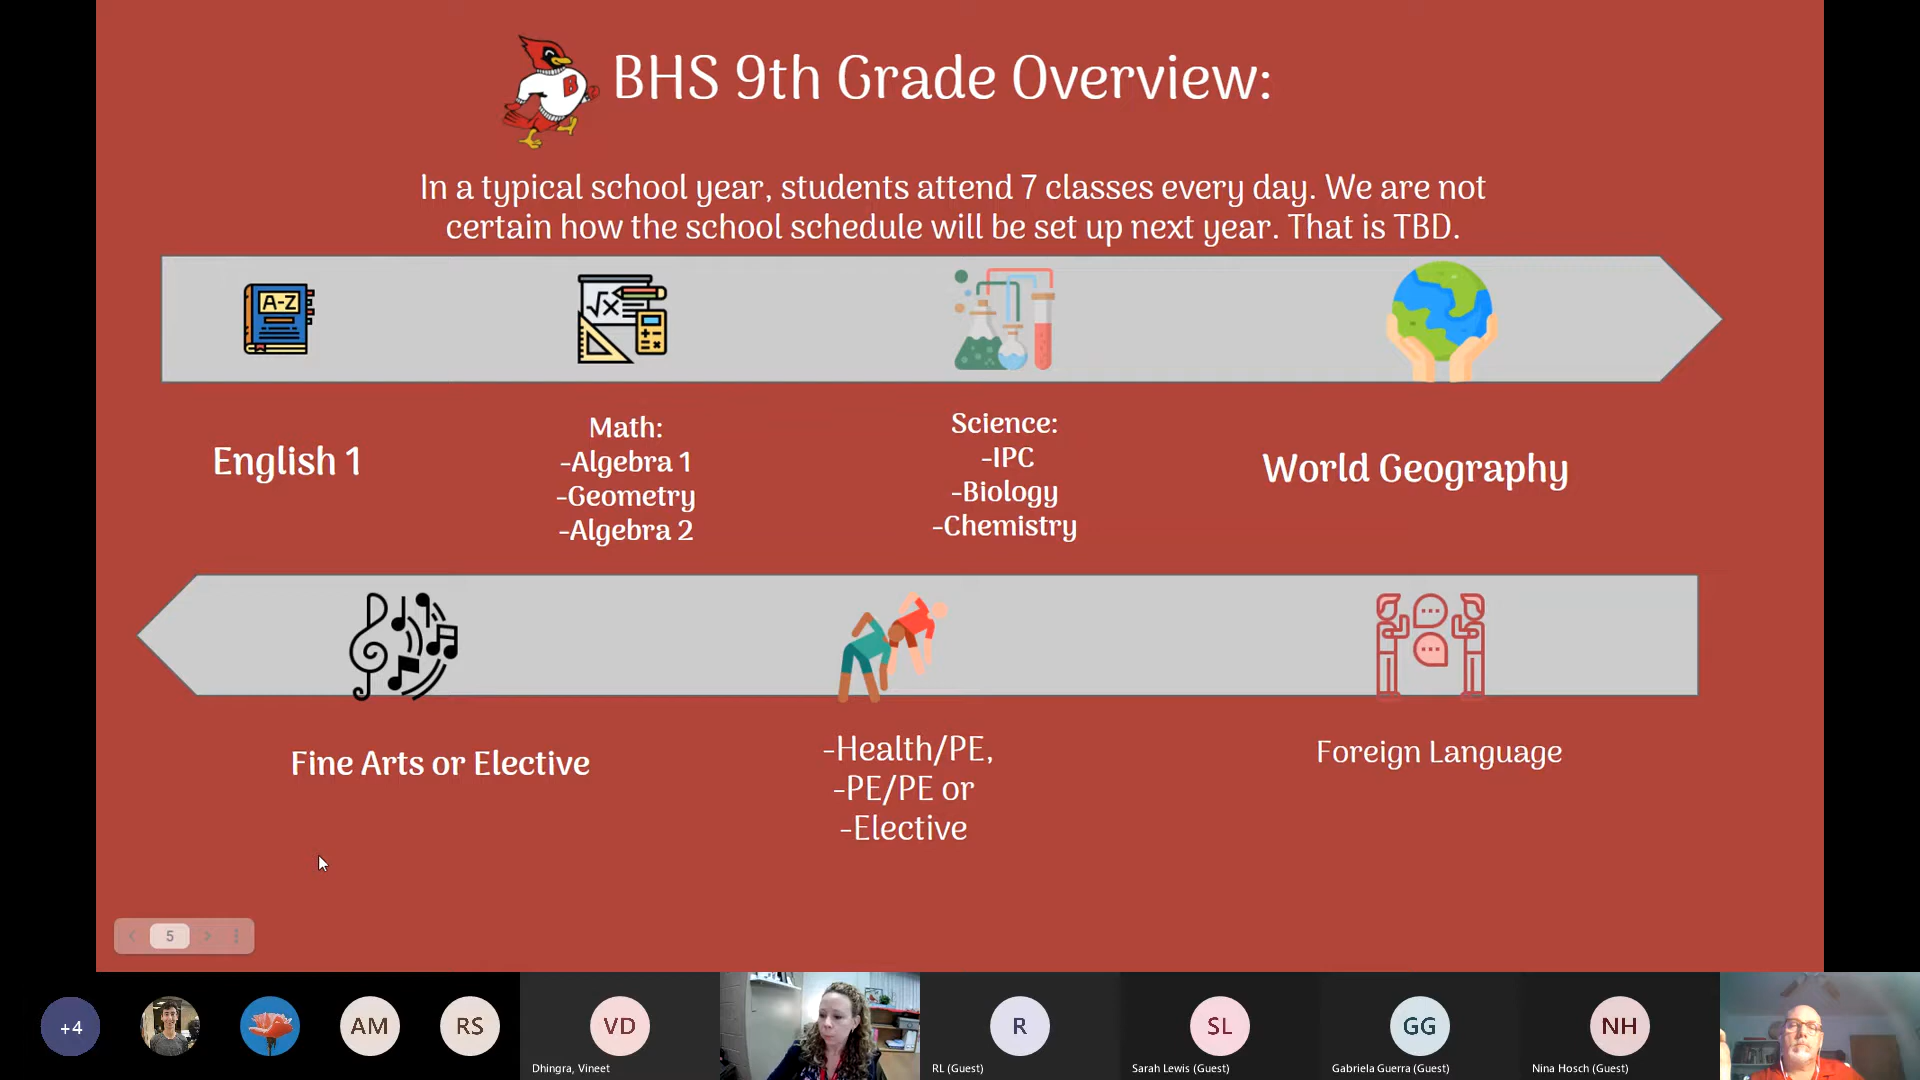 BHS 9th Grade Overview:
B
In a typical school year, students attend 7 classes every day. We are not
certain how the school schedule will be set up next year. That is TBD.
A-Z
√x
English 1
Math:
-Algebra 1
-Geometry
-Algebra 2
Science:
-IPC
-Biology
-Chemistry
World Geography
Fine Arts or Elective
-Health/PE,
-PE/PE or
-Elective
Foreign Language
5
+4
AM
RS
VD
Dhingra, Vineet
R
RL (Guest)
SL
Sarah Lewis (Guest)
GG
Gabriela Guerra (Guest)
NH
Nina Hosch (Guest)